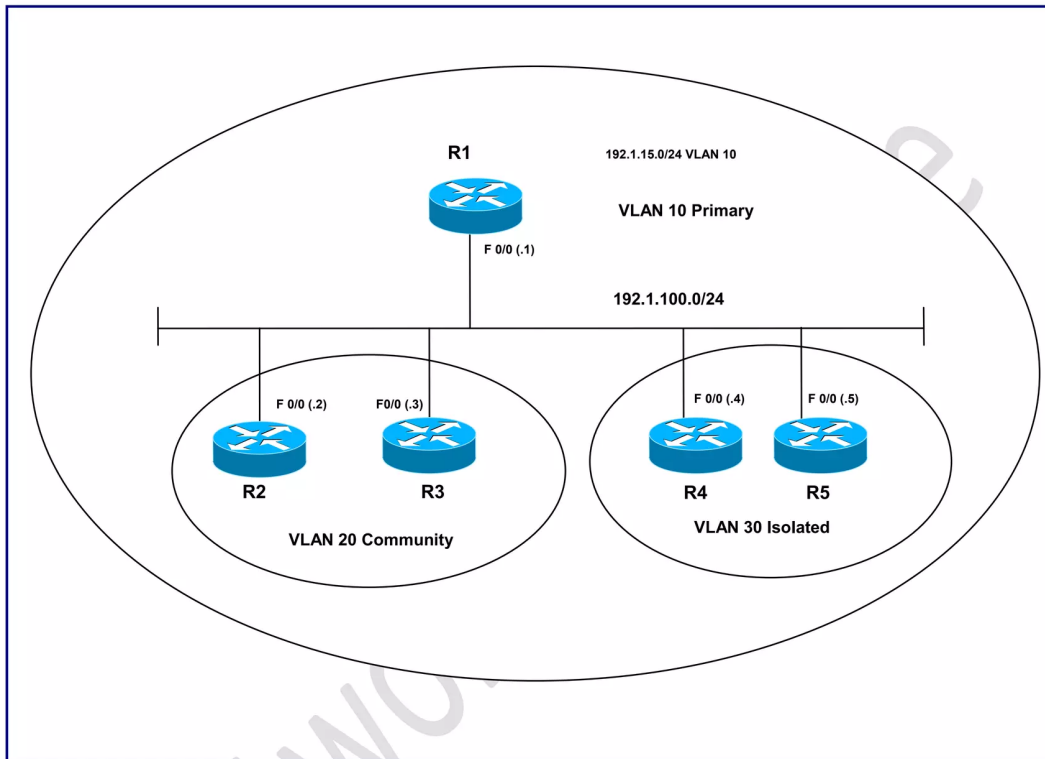 R1
192.1.15.0/24 VLAN 10
VLAN 10 Primary
F 0/0 (.1)
192.1.100.0/24
F 0/0 (.2)
F0/0 (.3)
F 0/0 (.4)
F 0/0 (.5)
R2
R3
R4
R5
VLAN 20 Community
VLAN 30 Isolated